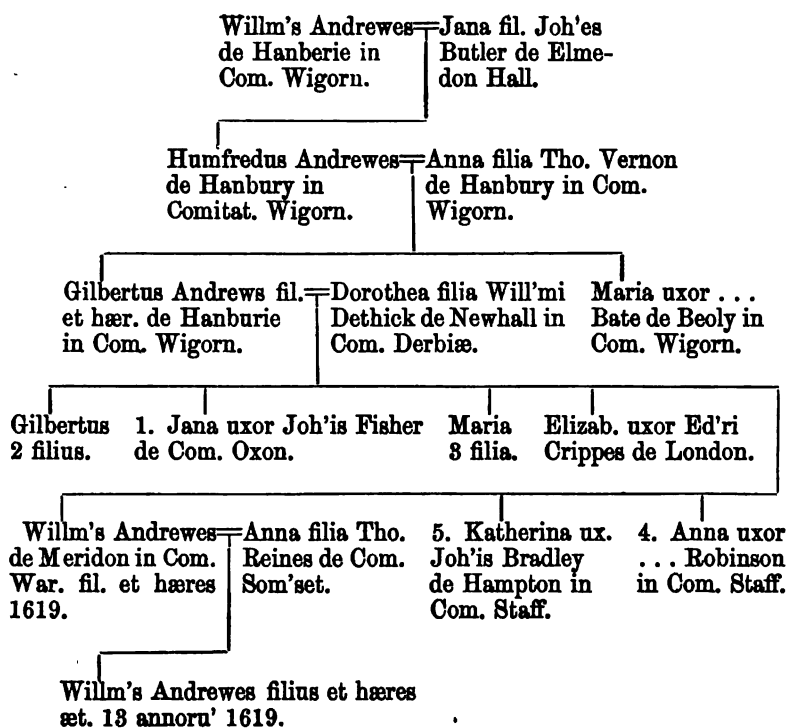 Willm's Andrewes
de Hanberie in
Com. Wigorn.
Jana fil. Joh'es
Butler de Elme-
don Hall.
Humfredus Andrewes
de Hanbury in
Comitat. Wigorn.
Anna filia Tho. Vernon
de Hanbury in Com.
Wigorn.
Gilbertus Andrews fil.
et hær. de Hanburie
in Com. Wigorn.
Dorothea filia Will'mi
Dethick de Newhall in
Com. Derbiæ.
Maria uxor . . .
Bate de Beoly in
Com. Wigorn.
Gilbertus
2 filius.
1. Jana uxor Joh'is Fisher
de Com. Oxon.
Maria
3 filia.
Elizab. uxor Ed'ri
Crippes de London.
Willm's Andrewes
de Meridon in Com.
War. fil. et hæres
1619.
Anna filia Tho.
Reines de Com.
Som'set.
5. Katherina ux.
Joh'is Bradley
de Hampton in
Com. Staff.
4. Anna uxor
. . . Robinson
in Com. Staff.
Willm's Andrewes filius et hæres
æt. 13 annoru' 1619.